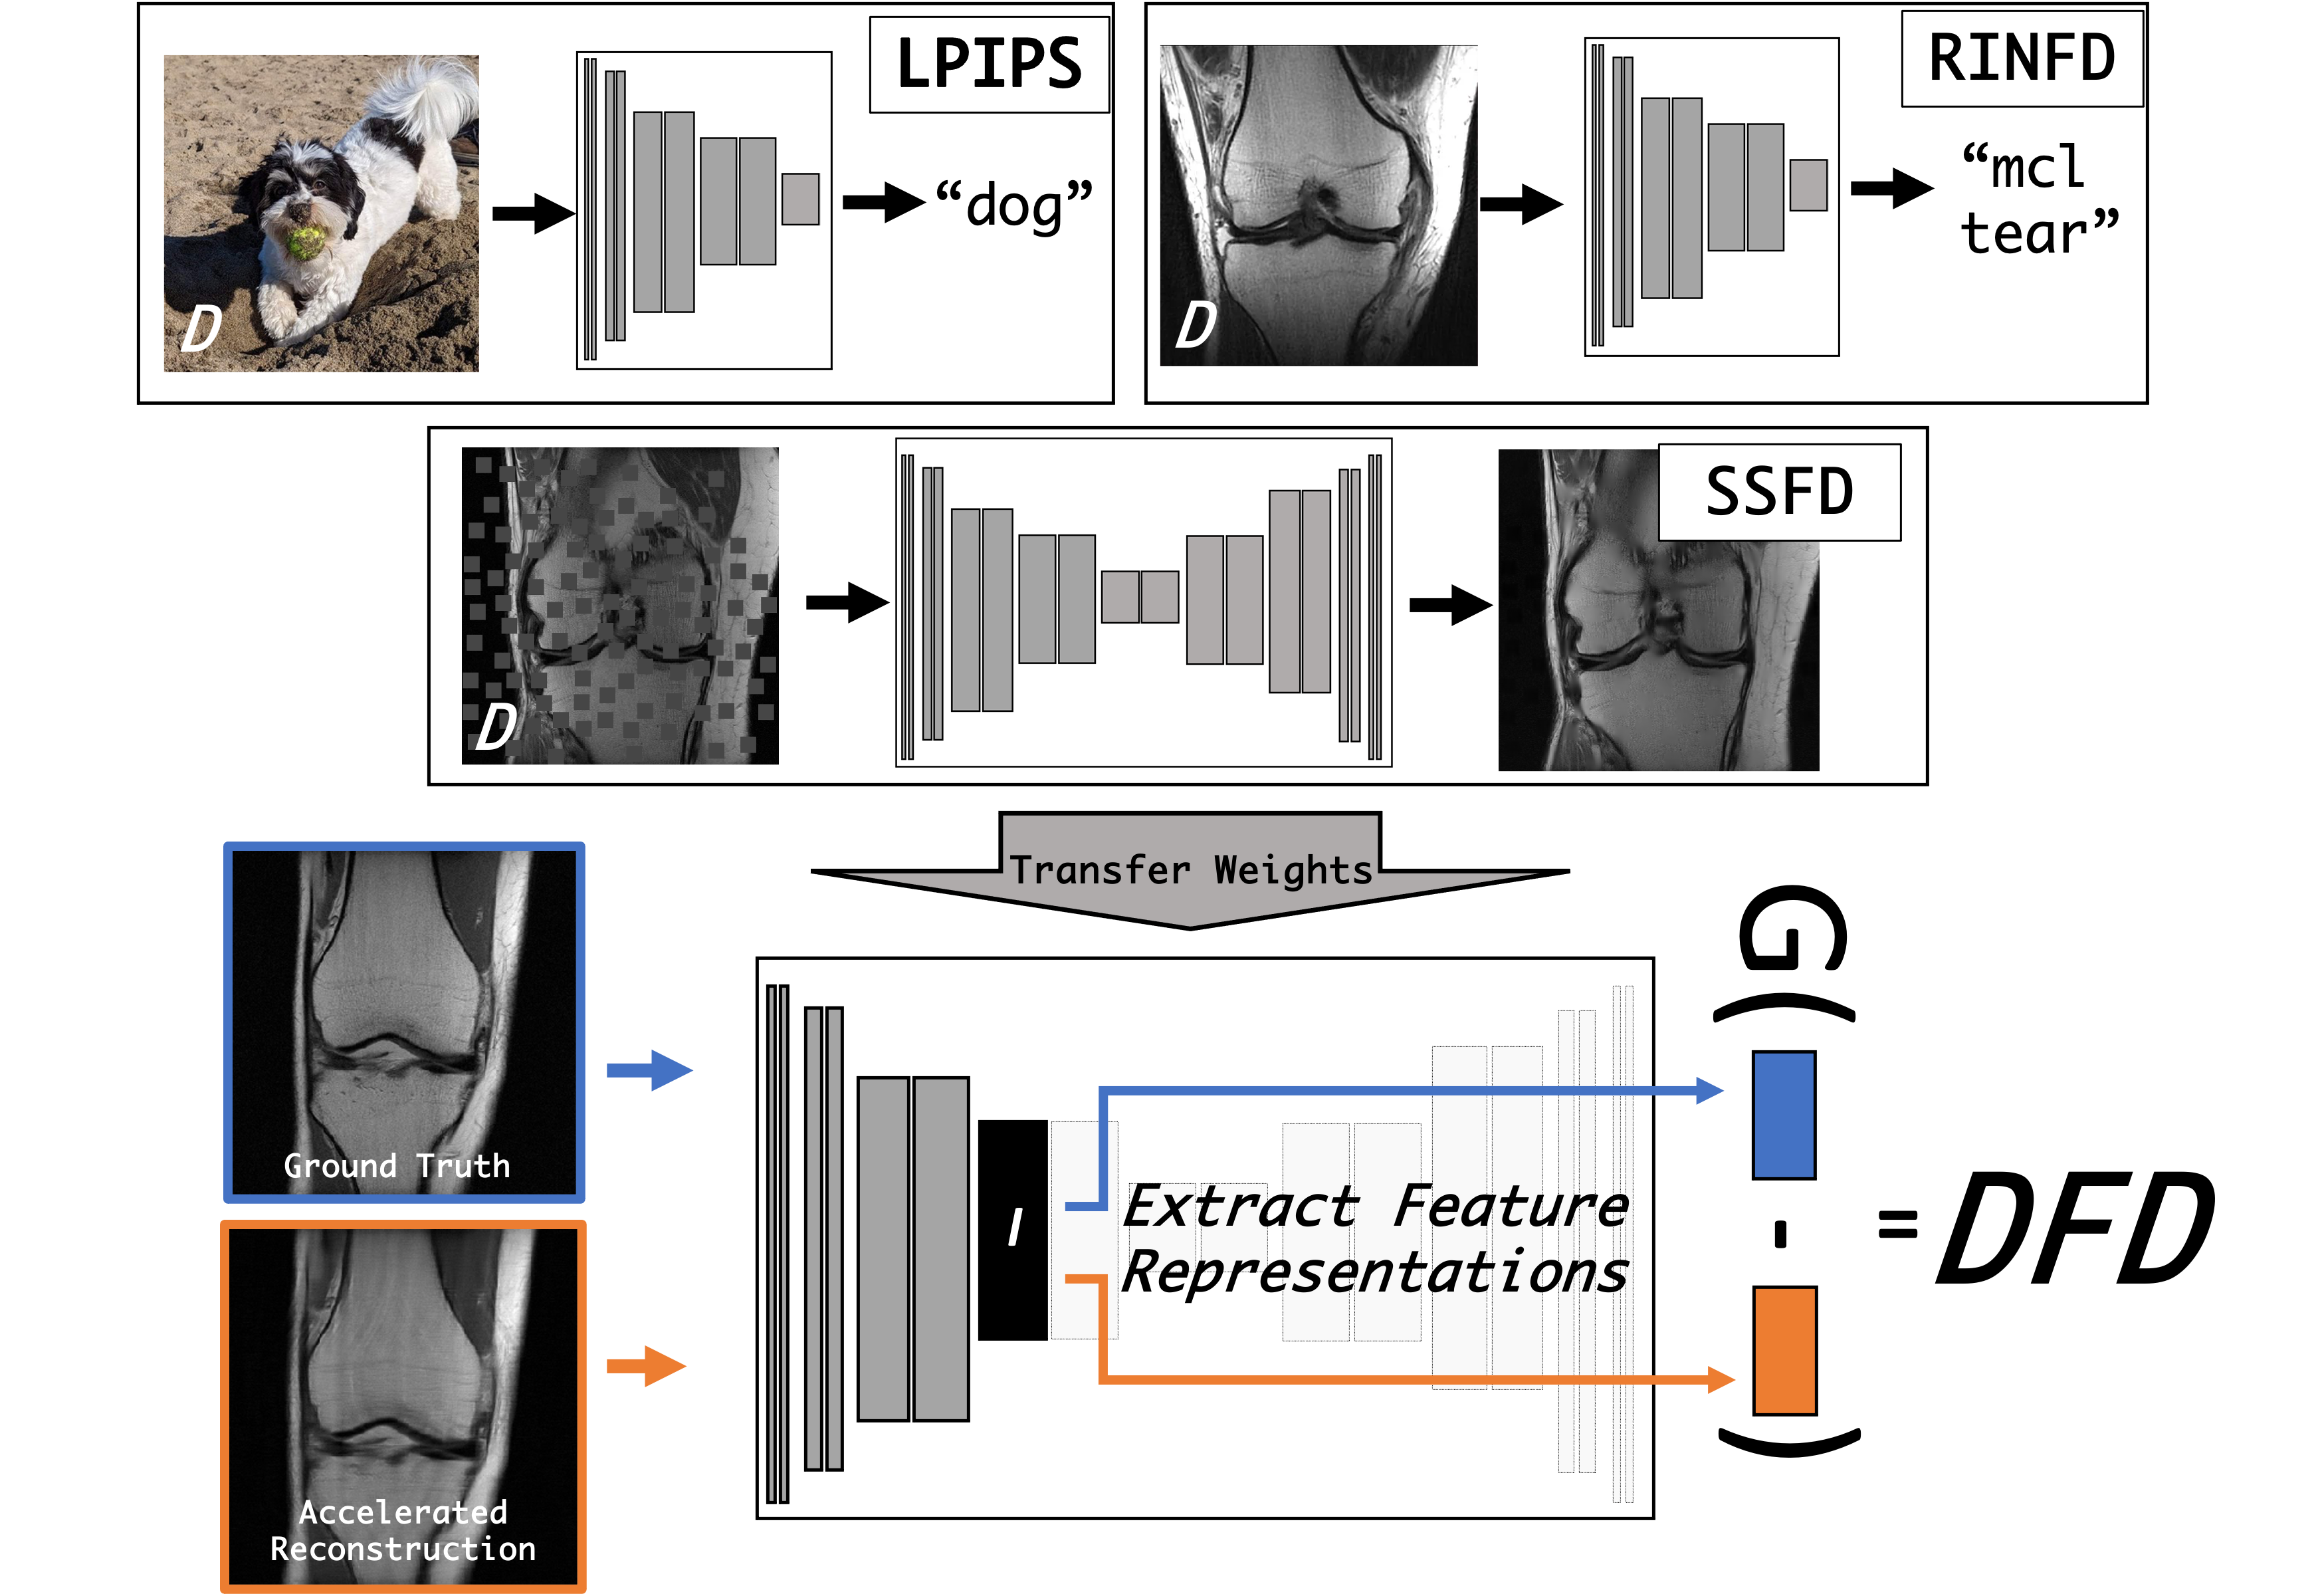 LPIPS
D
“dog”
RINFD
D
“mcl
tear”
SSFD
D
Transfer Weights
Ground Truth
Accelerated
Reconstruction
l
Extract Feature
Representations
G
(
-
)
= DFD